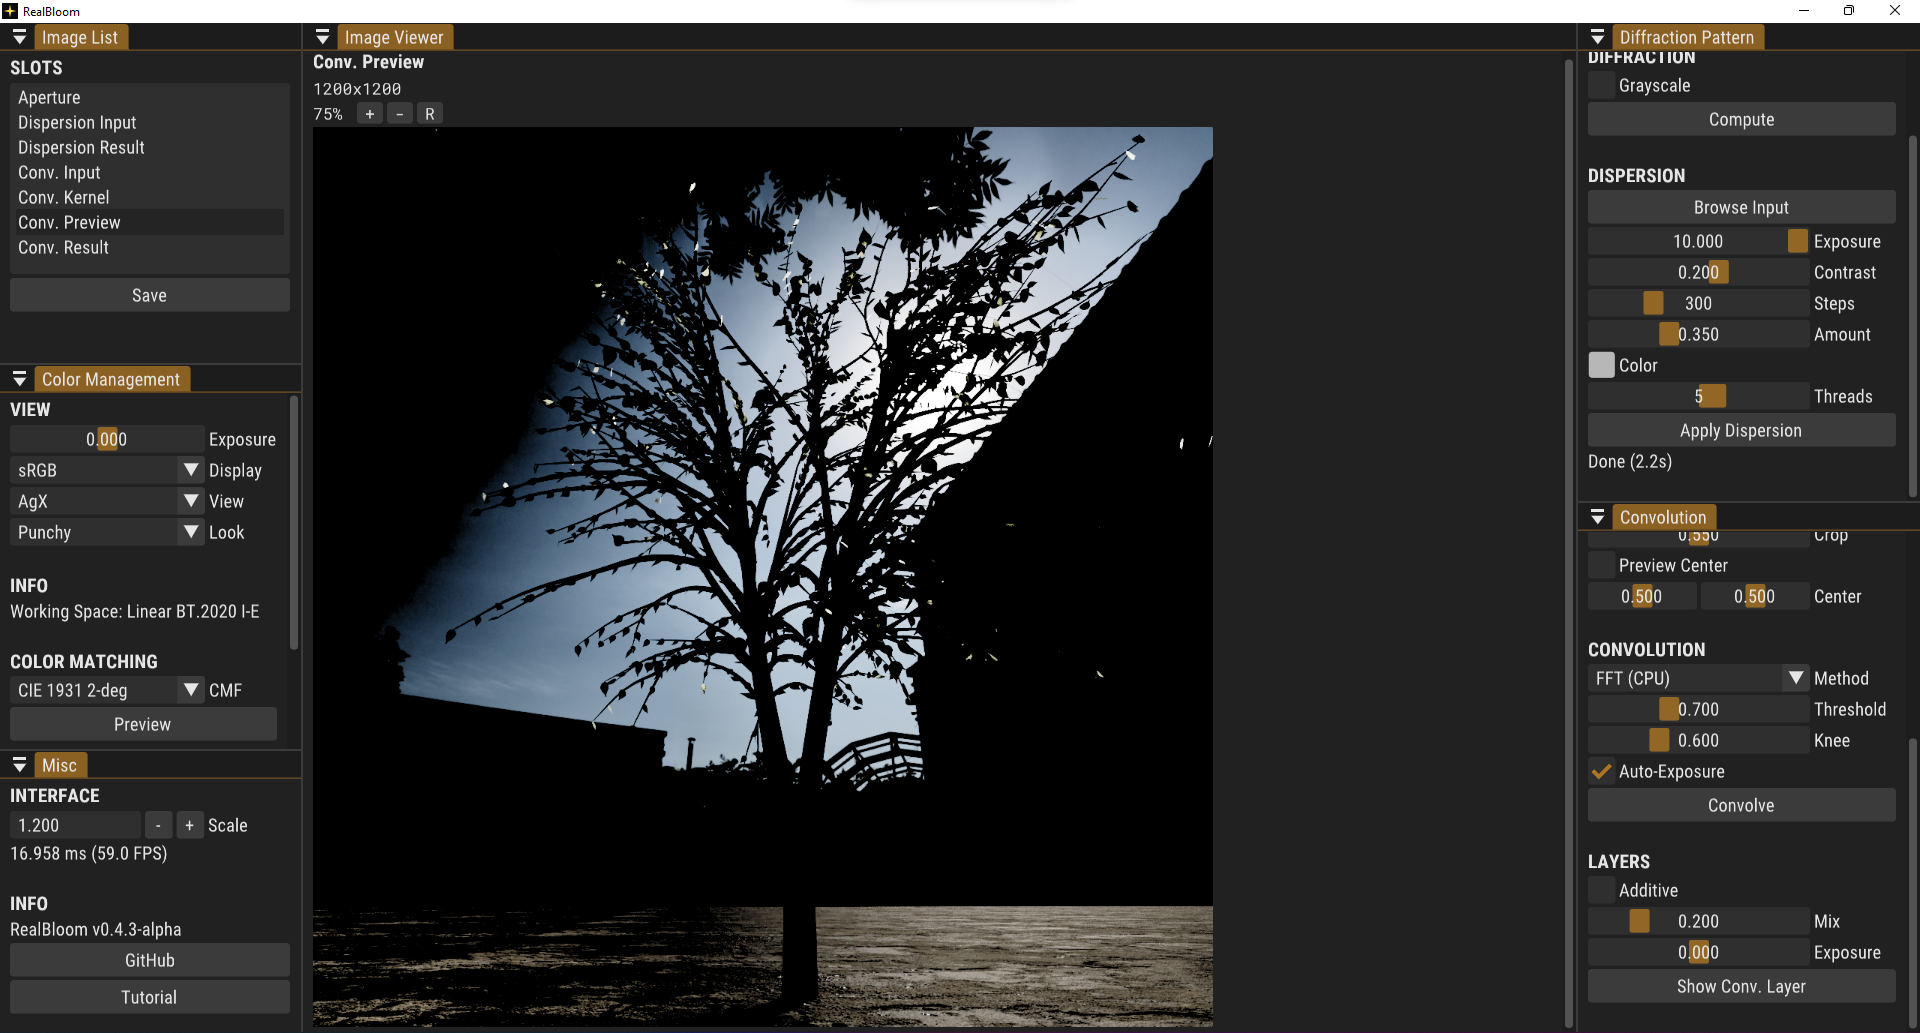 RealBloom
Image List
SLOTS
Aperture
Dispersion Input
Dispersion Result
Conv. Input
Conv. Kernel
Conv. Preview
Conv. Result
Save
Color Management
VIEW
0.000 Exposure
sRGB Display
AgX View
Punchy Look
INFO
Working Space: Linear BT.2020 I-E
COLOR MATCHING
CIE 1931 2-deg CMF
Preview
Misc
INTERFACE
1.200 - + Scale
16.958 ms (59.0 FPS)
INFO
RealBloom v0.4.3-alpha
GitHub
Tutorial
Image Viewer
Conv. Preview
1200x1200
75% + - R
Diffraction Pattern
DIFFRACTION
Grayscale
Compute
DISPERSION
Browse Input
10.000 Exposure
0.200 Contrast
300 Steps
0.350 Amount
Color
5 Threads
Apply Dispersion
Done (2.2s)
Convolution
0.550 Crop
Preview Center
0.500 0.500 Center
CONVOLUTION
FFT (CPU) Method
0.700 Threshold
0.600 Knee
Auto-Exposure
Convolve
LAYERS
Additive
0.200 Mix
0.000 Exposure
Show Conv. Layer